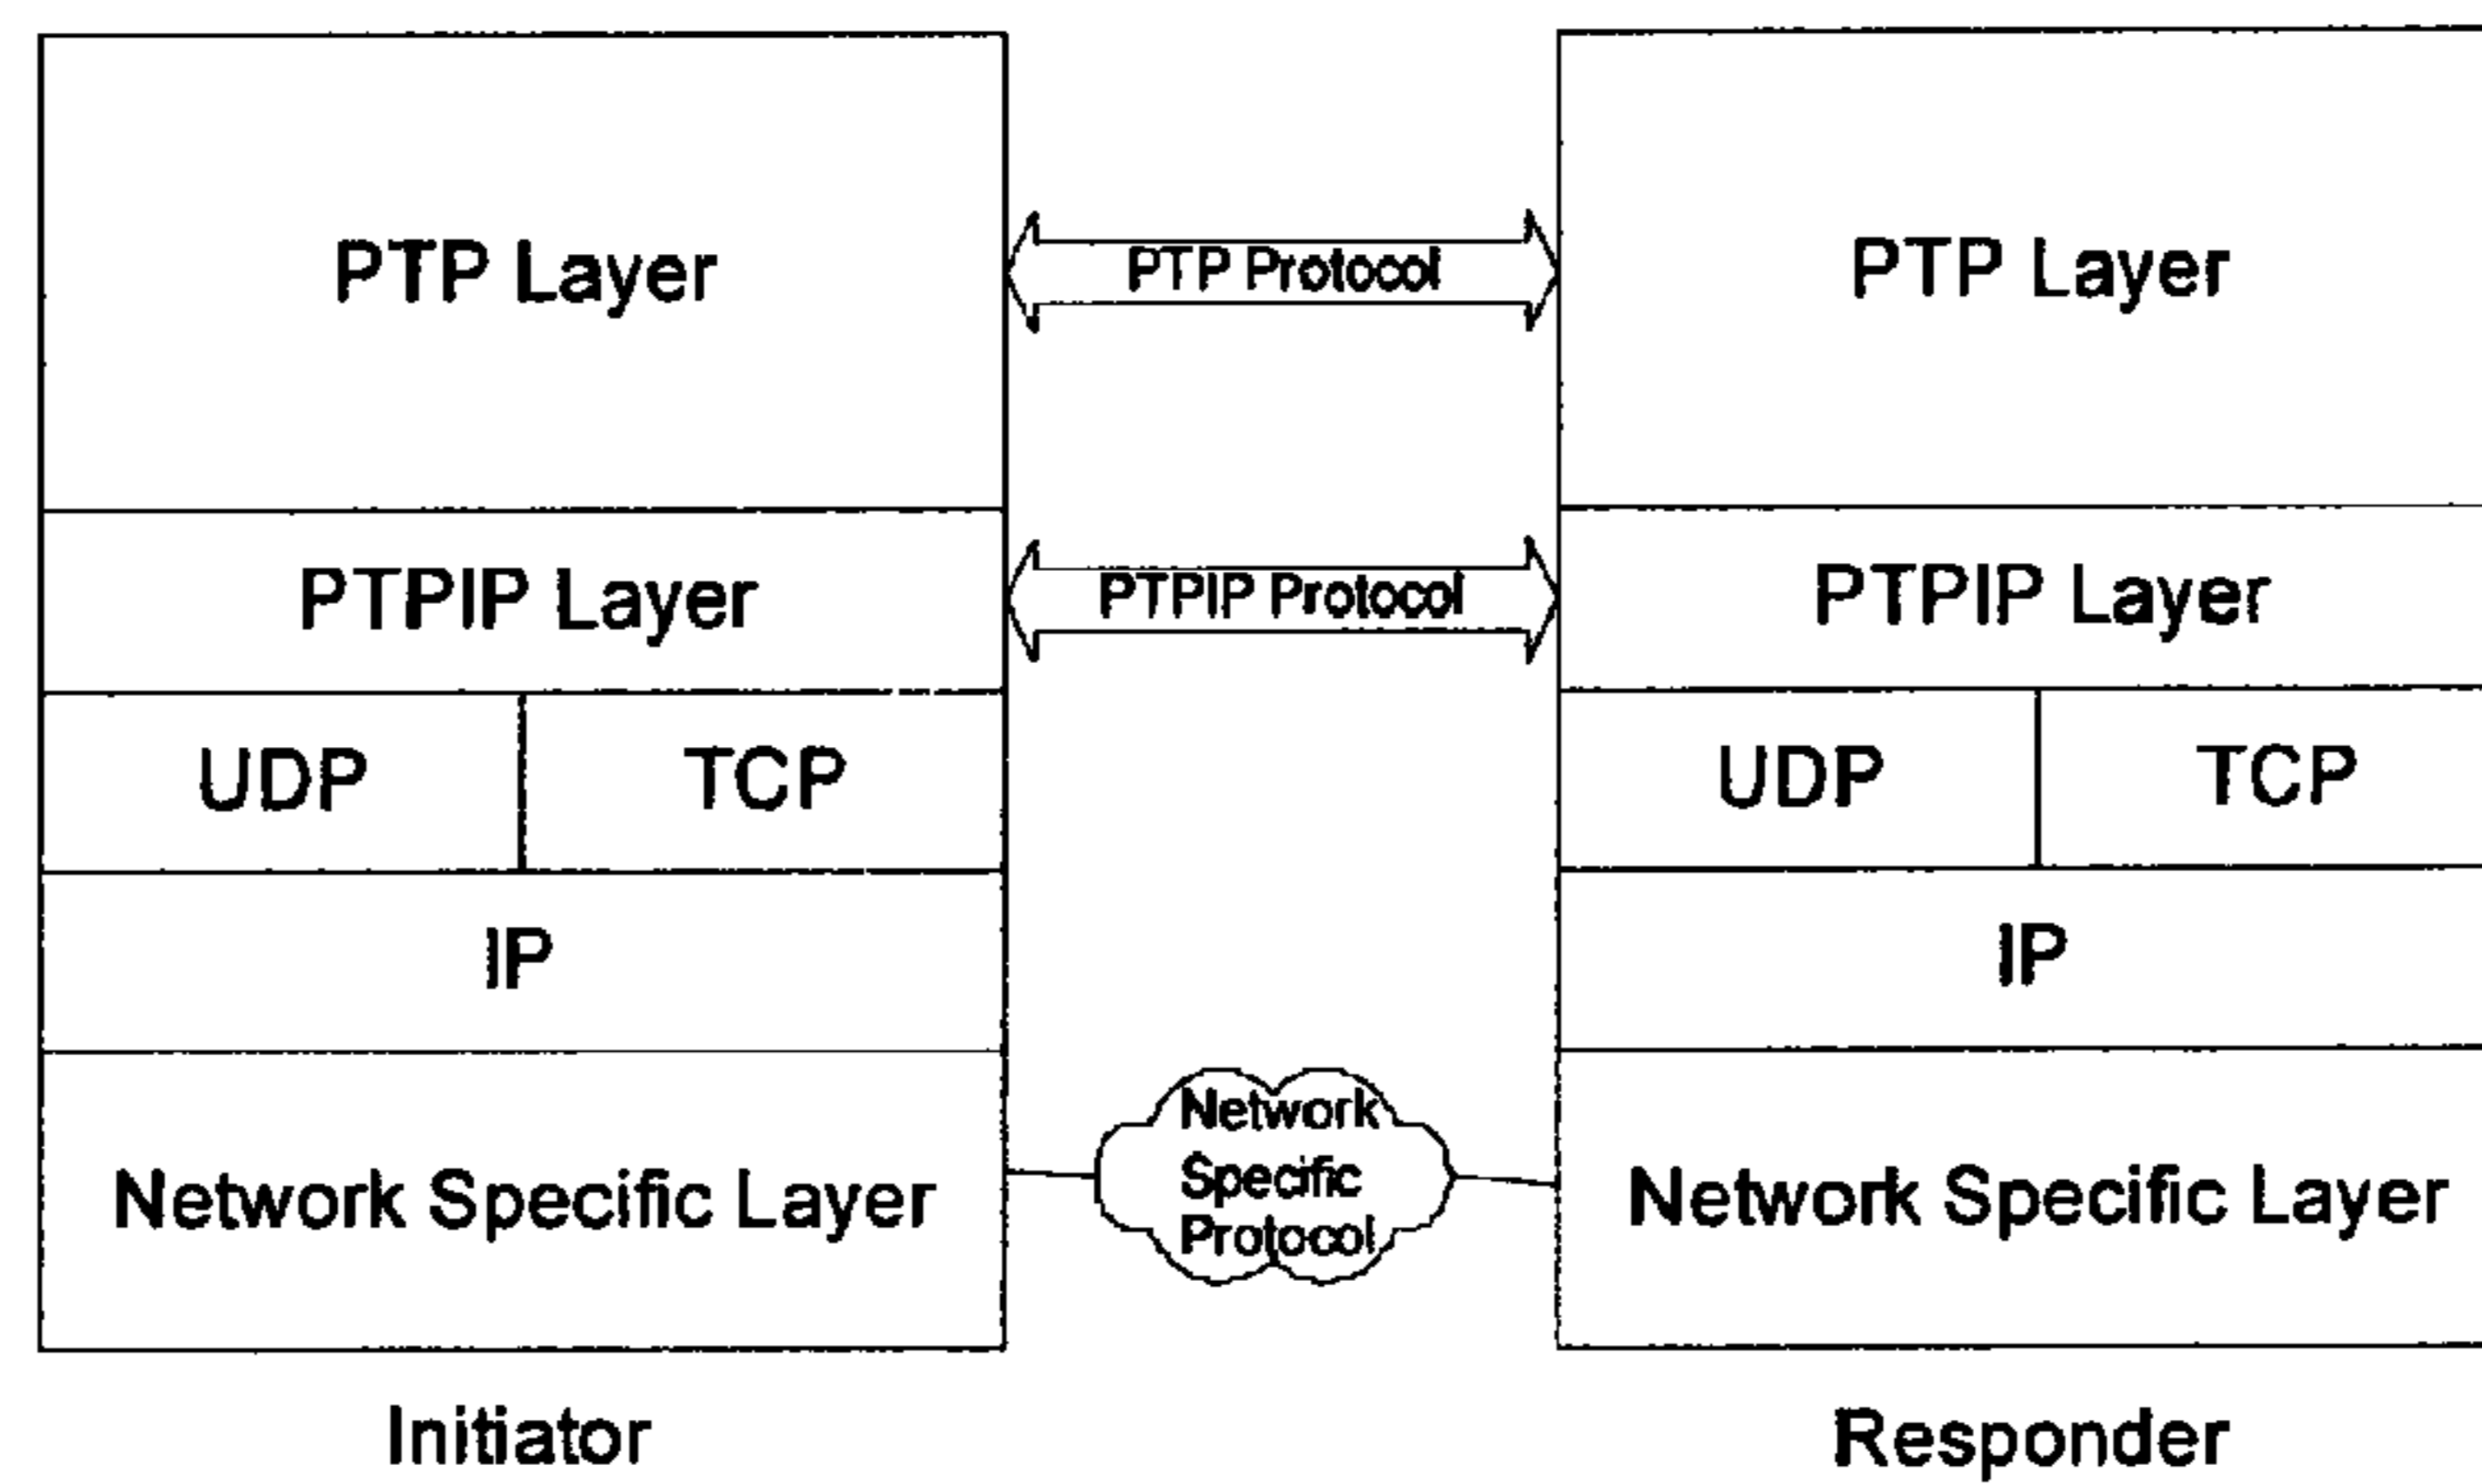 PTP Layer
PTP Protocol
PTP Layer
PTPIP Layer
PTPIP Protocol
PTPIP Layer
UDP
TCP
UDP
TCP
IP
IP
Network Specific Layer
Network
Specific
Protocol
Network Specific Layer
Initiator
Responder